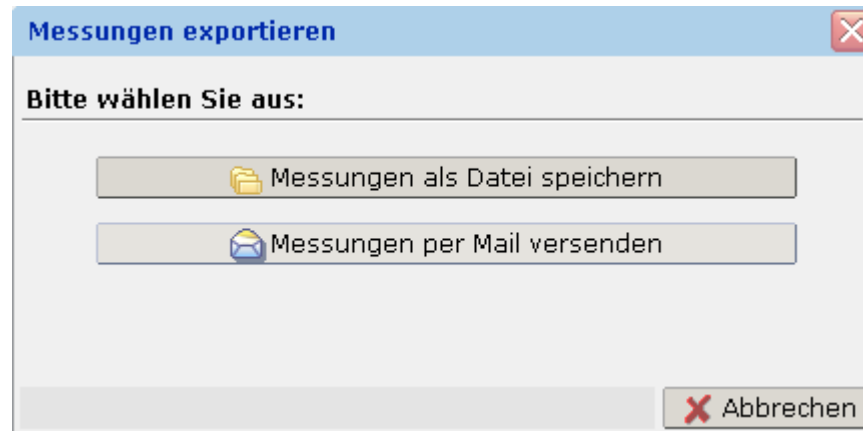 Messungen exportieren
Bitte wählen Sie aus:
Messungen als Datei speichern
Messungen per Mail versenden
Abbrechen